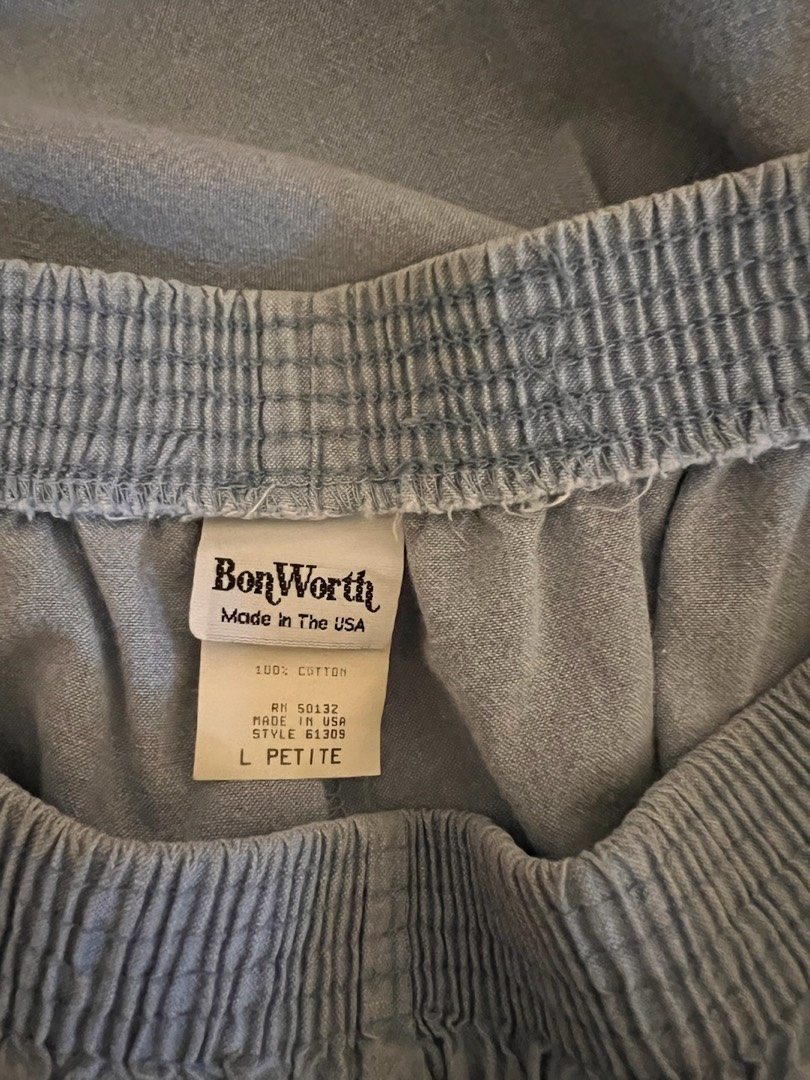 BonWorth
Made In The USA
100% COTTON
RN 50132
MADE IN USA
STYLE 61309
L PETITE